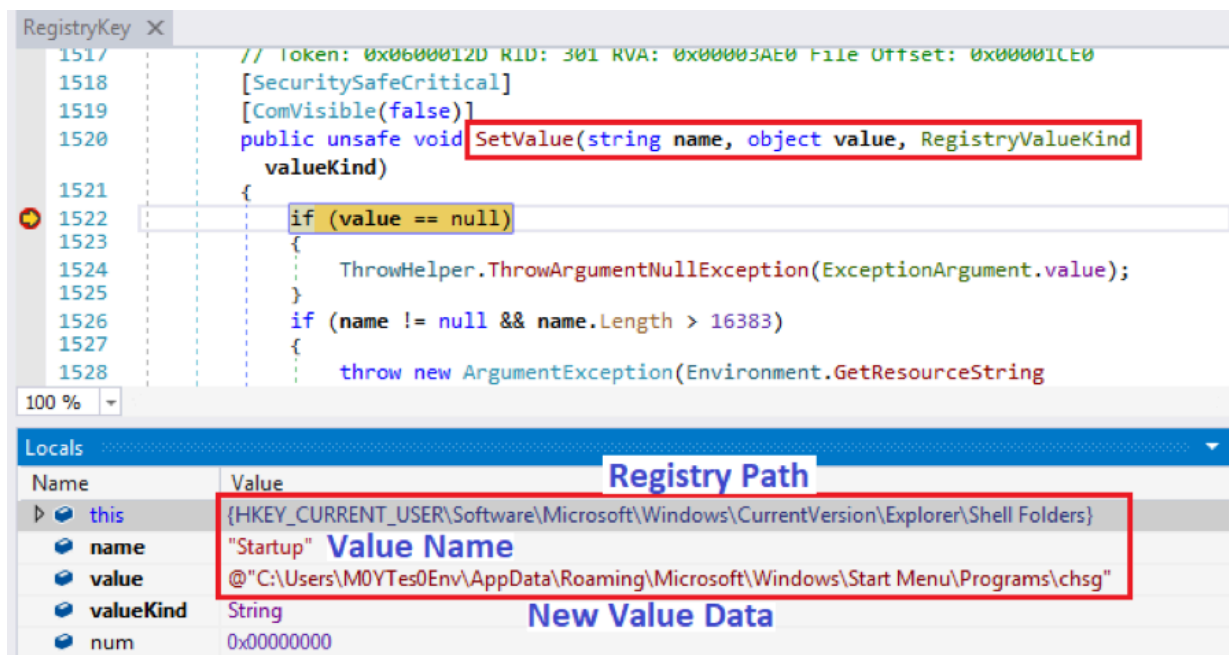 RegistryKey X
1517 // Token: 0x0600012D RID: 301 RVA: 0x00003AE0 File Offset: 0x00001CE0
1518 [SecuritySafeCritical]
1519 [ComVisible(false)]
1520 public unsafe void SetValue(string name, object value, RegistryValueKind
valueKind)
1521 {
1522 if (value == null)
1523 {
1524 ThrowHelper.ThrowArgumentNullException(ExceptionArgument.value);
1525 }
1526 if (name != null && name.Length > 16383)
1527 {
1528 throw new ArgumentException(Environment.GetResourceString
100 %
Locals
Registry Path
Name Value
this {HKEY_CURRENT_USER\Software\Microsoft\Windows\CurrentVersion\Explorer\Shell Folders}
name "Startup" Value Name
value @"C:\Users\M0YTes0Env\AppData\Roaming\Microsoft\Windows\Start Menu\Programs\chsg"
valueKind String New Value Data
num 0x00000000